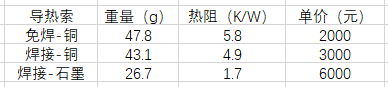 导热索 重量（g） 热阻（K/W） 单价（元）
免焊-铜 47.8 5.8 2000
焊接-铜 43.1 4.9 3000
焊接-石墨 26.7 1.7 6000